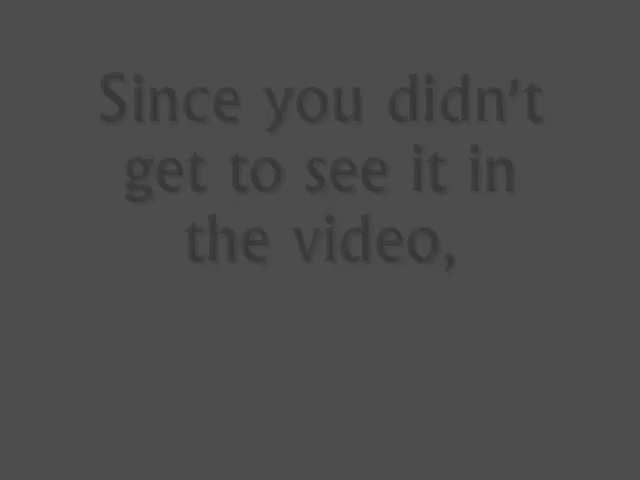 Since you didn't
get to see it in
the video,